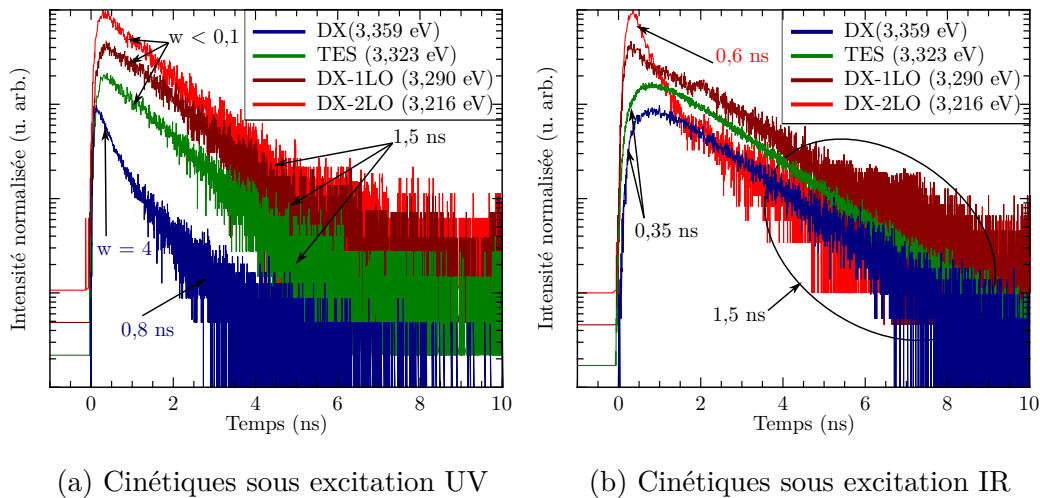 DX(3,359 eV)
TES (3,323 eV)
DX-1LO (3,290 eV)
DX-2LO (3,216 eV)
w < 0,1
1,5 ns
w = 4
0,8 ns
Intensité normalisée (u. arb.)
0 2 4 6 8 10
Temps (ns)
(a) Cinétiques sous excitation UV
DX(3,359 eV)
TES (3,323 eV)
DX-1LO (3,290 eV)
DX-2LO (3,216 eV)
0,6 ns
0,35 ns
1,5 ns
Intensité normalisée (u. arb.)
0 2 4 6 8 10
Temps (ns)
(b) Cinétiques sous excitation IR